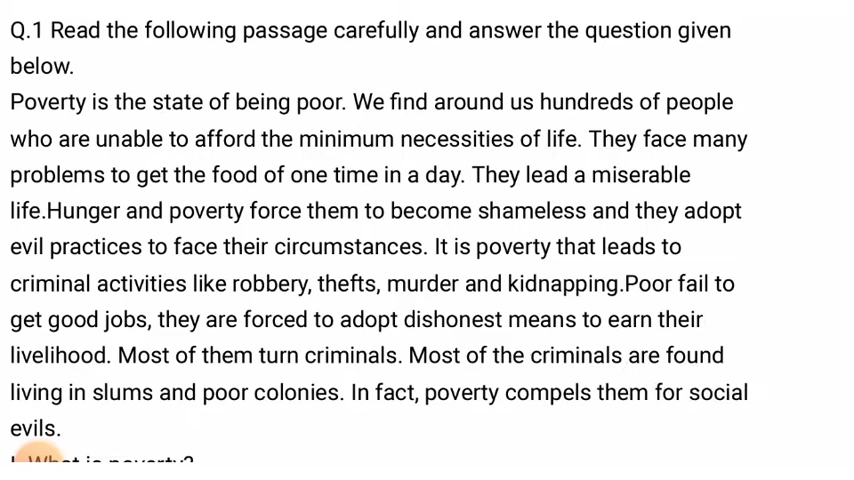 Q.1 Read the following passage carefully and answer the question given
below.
Poverty is the state of being poor. We find around us hundreds of people
who are unable to afford the minimum necessities of life. They face many
problems to get the food of one time in a day. They lead a miserable
life.Hunger and poverty force them to become shameless and they adopt
evil practices to face their circumstances. It is poverty that leads to
criminal activities like robbery, thefts, murder and kidnapping.Poor fail to
get good jobs, they are forced to adopt dishonest means to earn their
livelihood. Most of them turn criminals. Most of the criminals are found
living in slums and poor colonies. In fact, poverty compels them for social
evils.
What is poverty?